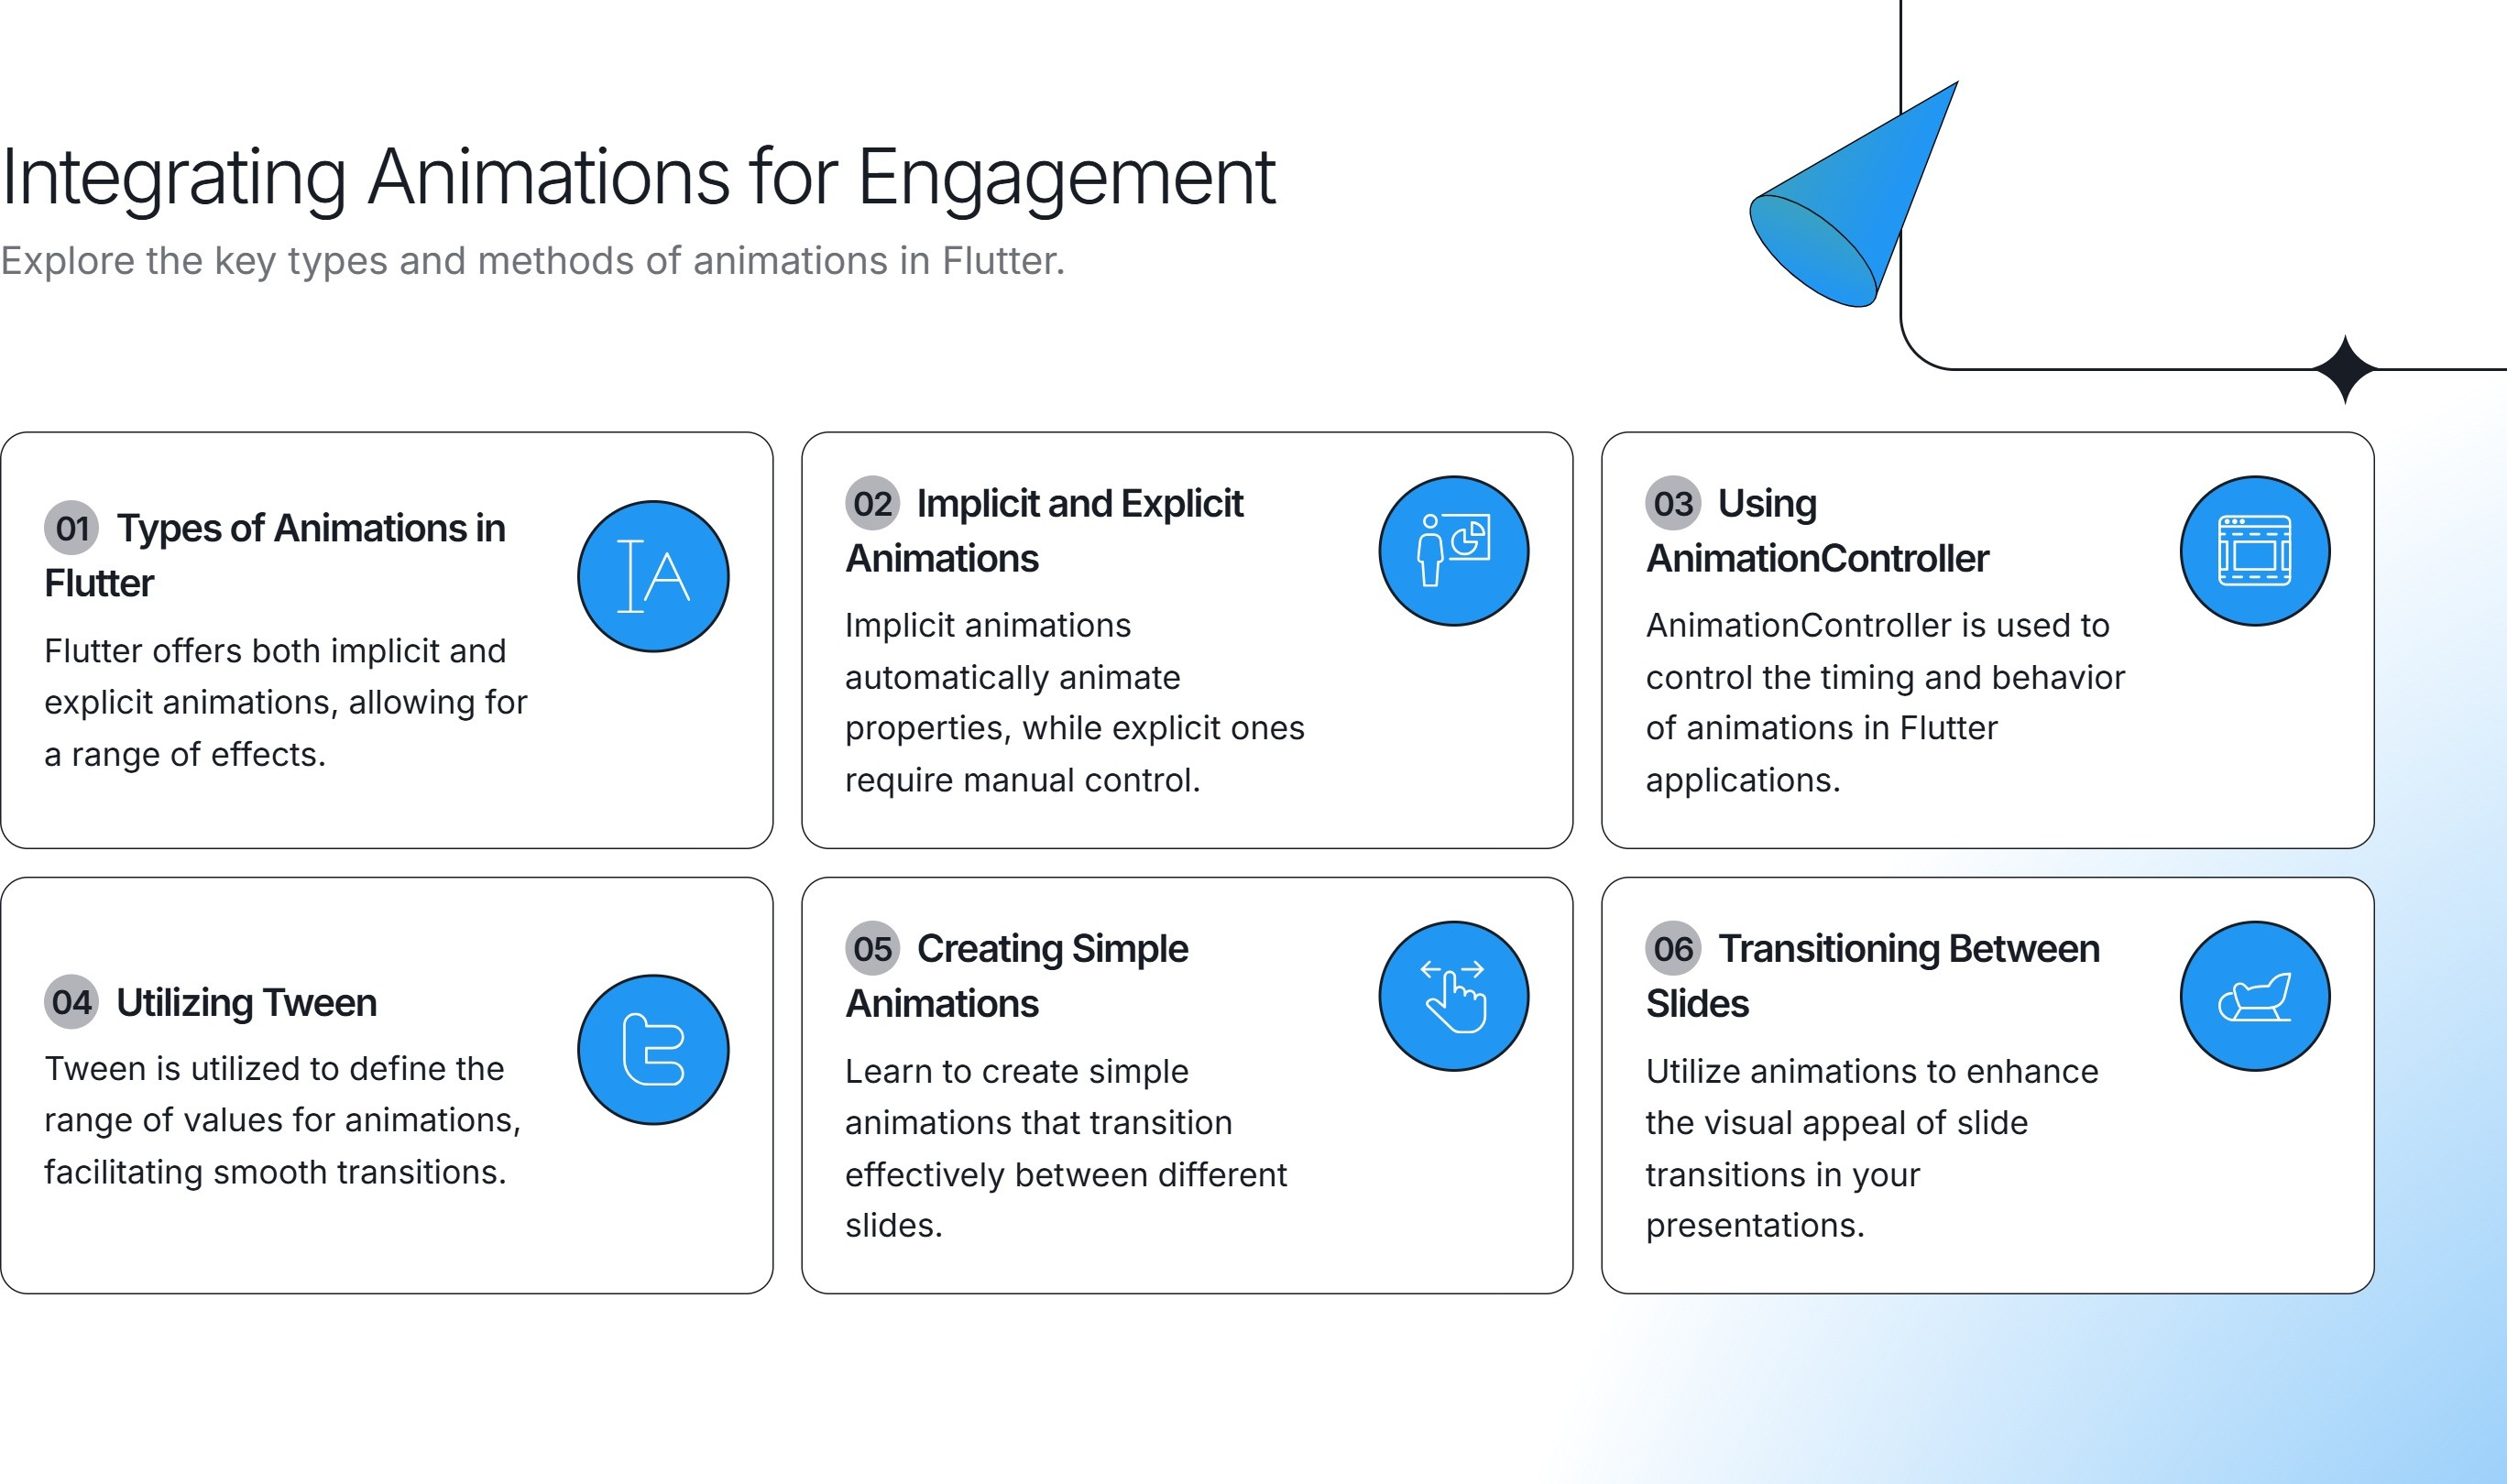 Integrating Animations for Engagement
Explore the key types and methods of animations in Flutter.
01 Types of Animations in
Flutter
Flutter offers both implicit and
explicit animations, allowing for
a range of effects.
02 Implicit and Explicit
Animations
Implicit animations
automatically animate
properties, while explicit ones
require manual control.
03 Using
AnimationController
AnimationController is used to
control the timing and behavior
of animations in Flutter
applications.
04 Utilizing Tween
Tween is utilized to define the
range of values for animations,
facilitating smooth transitions.
05 Creating Simple
Animations
Learn to create simple
animations that transition
effectively between different
slides.
06 Transitioning Between
Slides
Utilize animations to enhance
the visual appeal of slide
transitions in your
presentations.